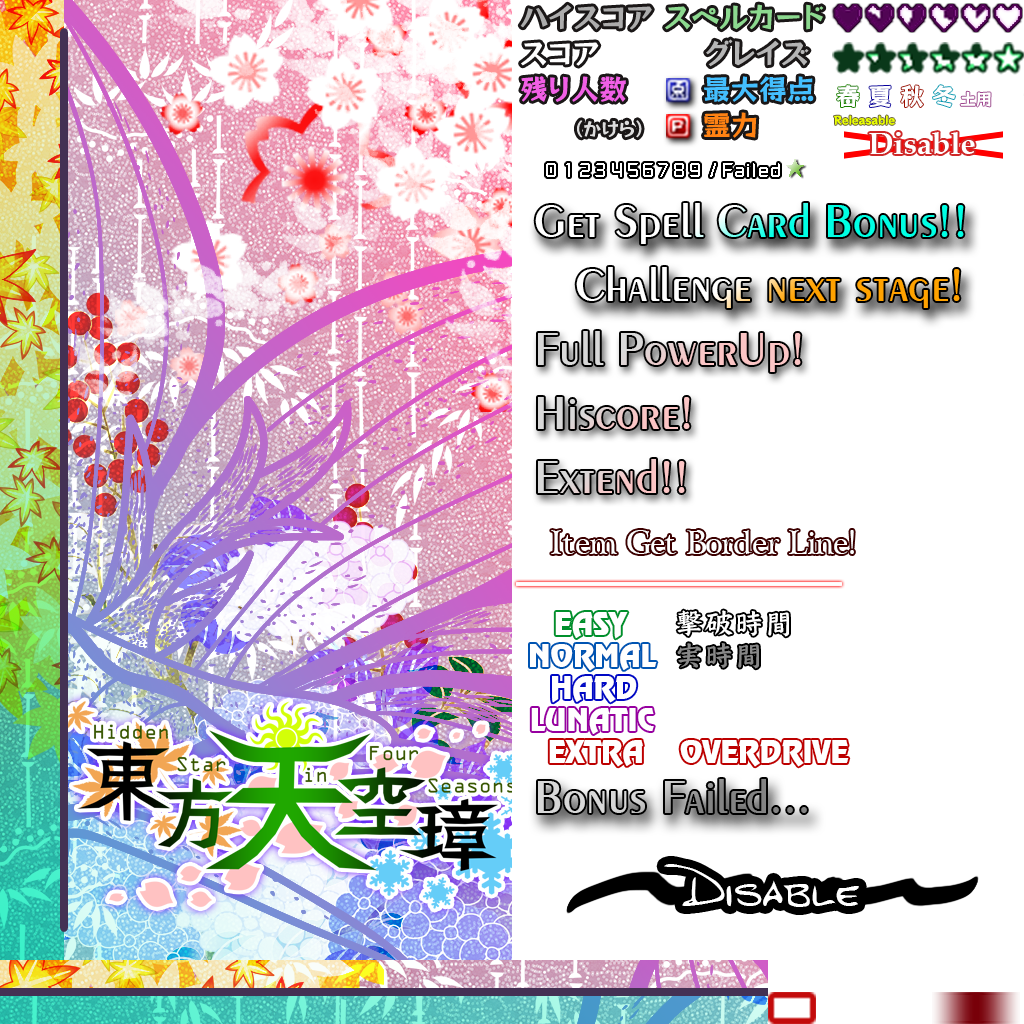 ハイスコア スペルカード
スコア グレイズ
残り人数 点 最大得点
(かけら) P 霊力
春夏秋冬土用
Releasable
Disable
0123456789/Failed
Get Spell Card Bonus!!
Challenge next stage!
Full PowerUp!
Hiscore!
Extend!!
Item Get Border Line!
EASY 撃破時間
NORMAL 実時間
HARD
LUNATIC
EXTRA OVERDRIVE
Bonus Failed...
Disable
Hidden Star in Four Seasons
東方天空璋